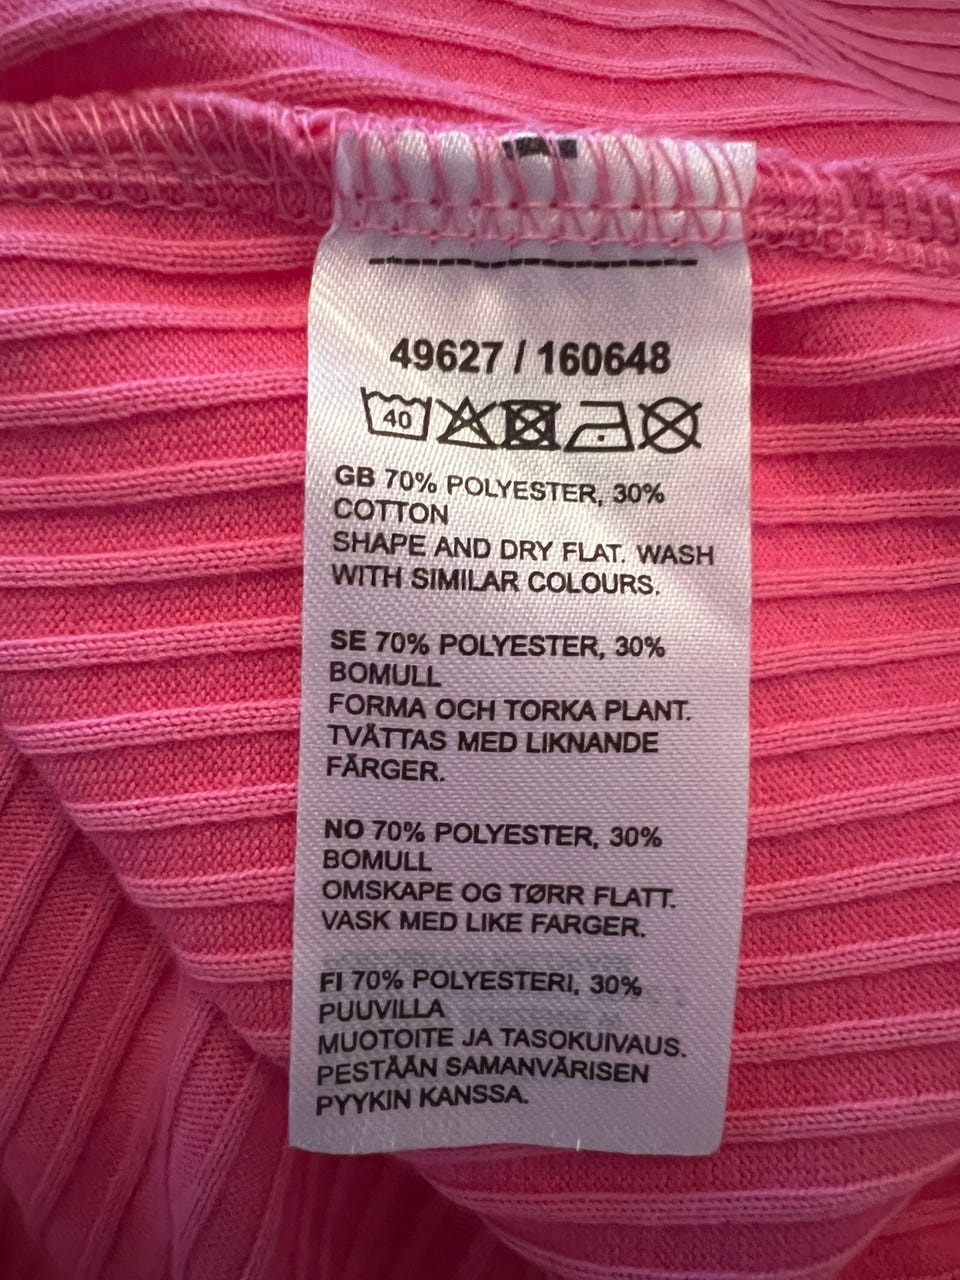 49627 / 160648
40
GB 70% POLYESTER, 30%
COTTON
SHAPE AND DRY FLAT. WASH
WITH SIMILAR COLOURS.
SE 70% POLYESTER, 30%
BOMULL
FORMA OCH TORKA PLANT.
TVÄTTAS MED LIKNANDE
FÄRGER.
NO 70% POLYESTER, 30%
BOMULL
OMSKAPE OG TØRR FLATT.
VASK MED LIKE FARGER.
FI 70% POLYESTERI, 30%
PUUVILLA
MUOTOITE JA TASOKUIVAUS.
PESTÄÄN SAMANVÄRISEN
PYYKIN KANSSA.